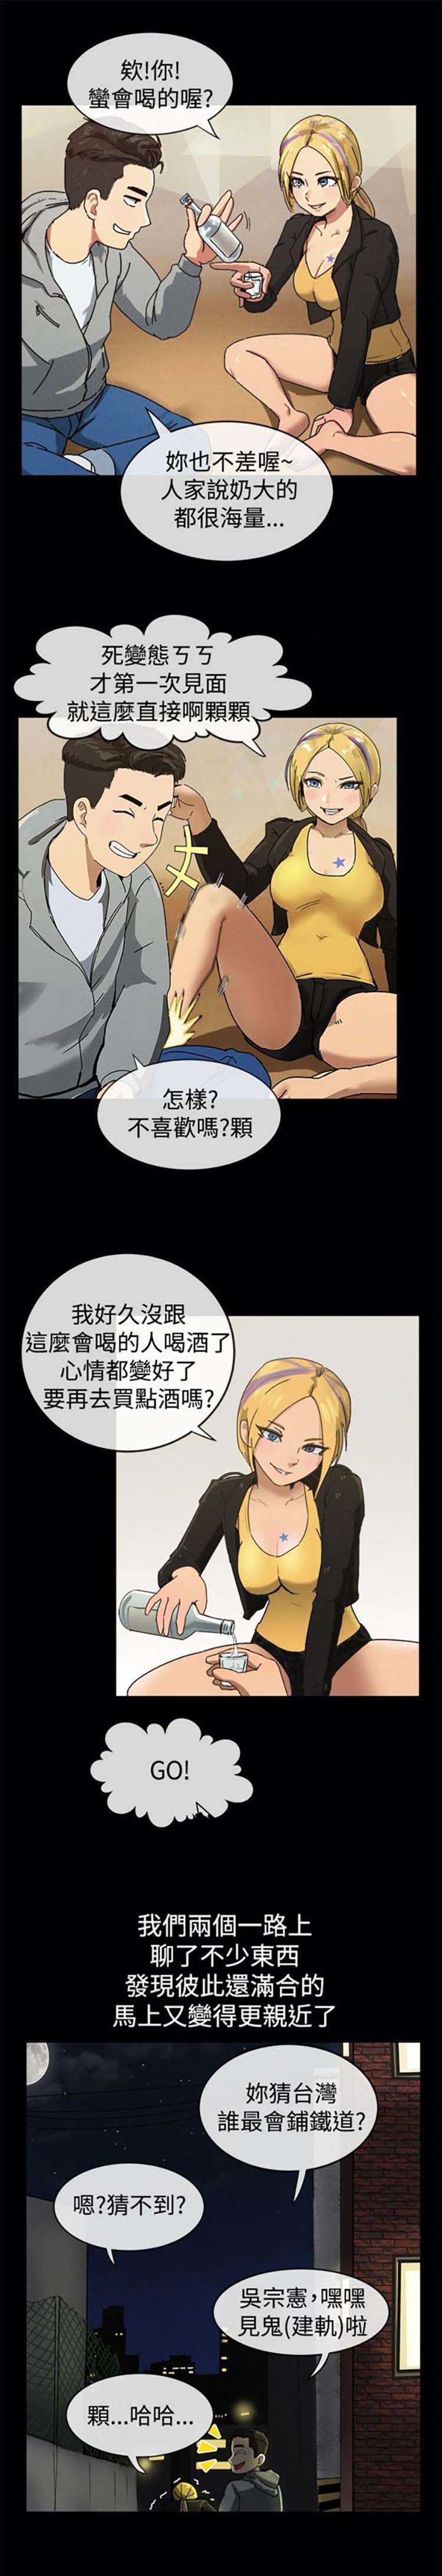 欸!你!
蠻會喝的喔?
妳也不差喔~
人家說奶大的
都很海量...
死變態ㄎㄎ
才第一次見面
就這麼直接啊顆顆
怎樣?
不喜歡嗎?顆
我好久沒跟
這麼會喝的人喝酒了
心情都變好了
要再去買點酒嗎?
GO!
我們兩個一路上
聊了不少東西
發現彼此還滿合的
馬上又變得更親近了
妳猜台灣
誰最會鋪鐵道?
嗯?猜不到?
吳宗憲,嘿嘿
見鬼(建軌)啦
顆...哈哈...